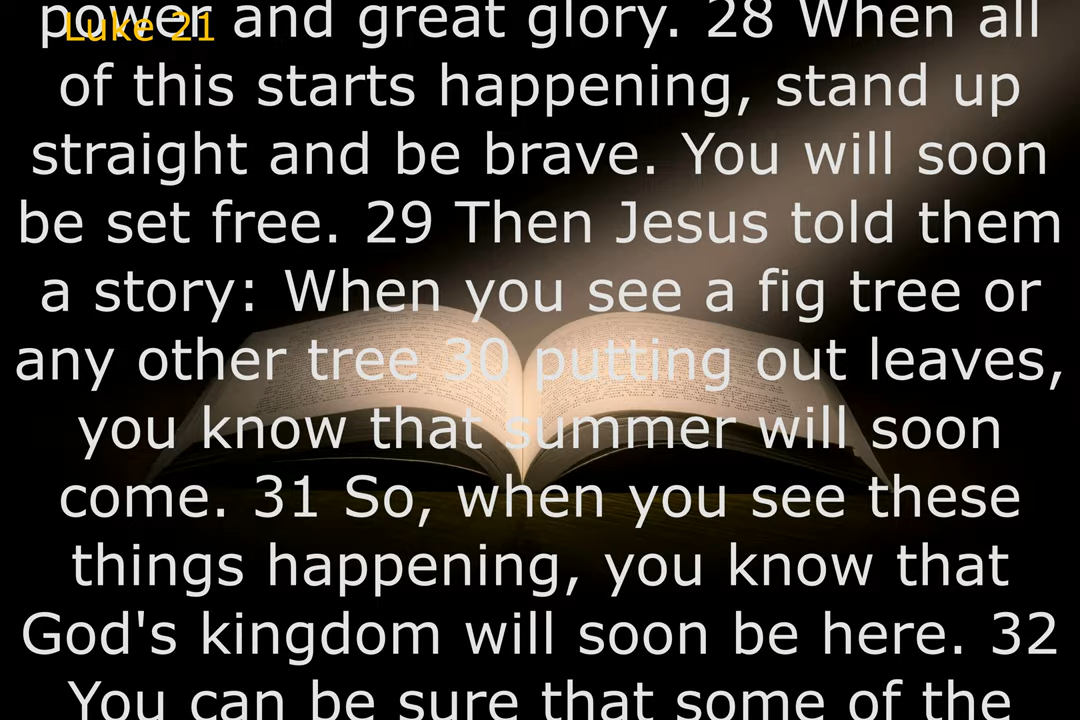 Luke 21
power and great glory. 28 When all
of this starts happening, stand up
straight and be brave. You will soon
be set free. 29 Then Jesus told them
a story: When you see a fig tree or
any other tree 30 putting out leaves,
you know that summer will soon
come. 31 So, when you see these
things happening, you know that
God's kingdom will soon be here. 32
You can be sure that some of the